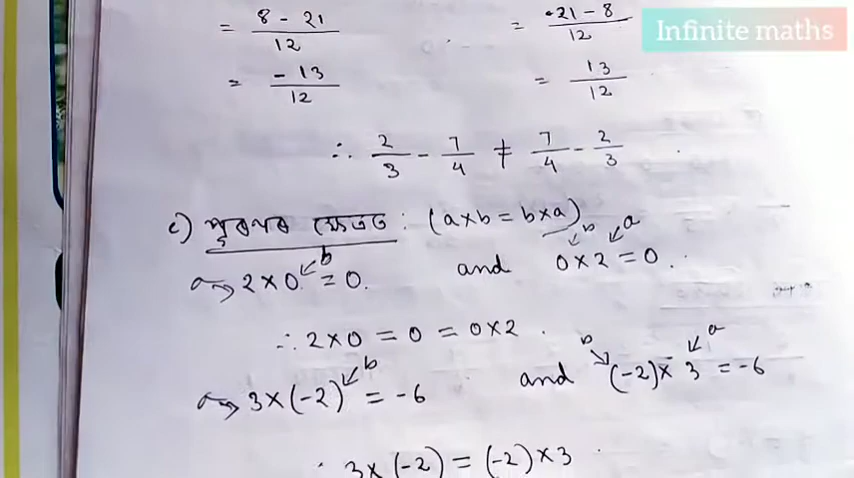 Infinite maths
= 8 - 21 / 12    = 21 - 8 / 12
= - 13 / 12    = 13 / 12
∴ 2/3 - 7/4 ≠ 7/4 - 2/3
c) পূৰণৰ ক্ষেত্ৰত : (a×b = b×a)
b    b a
a→ 2×0 = 0.    and    0×2 = 0.
∴ 2×0 = 0 = 0×2 .
b    b a
a→ 3×(-2) = -6    and    (-2)× 3 = -6
∴ 3×(-2) = (-2)×3